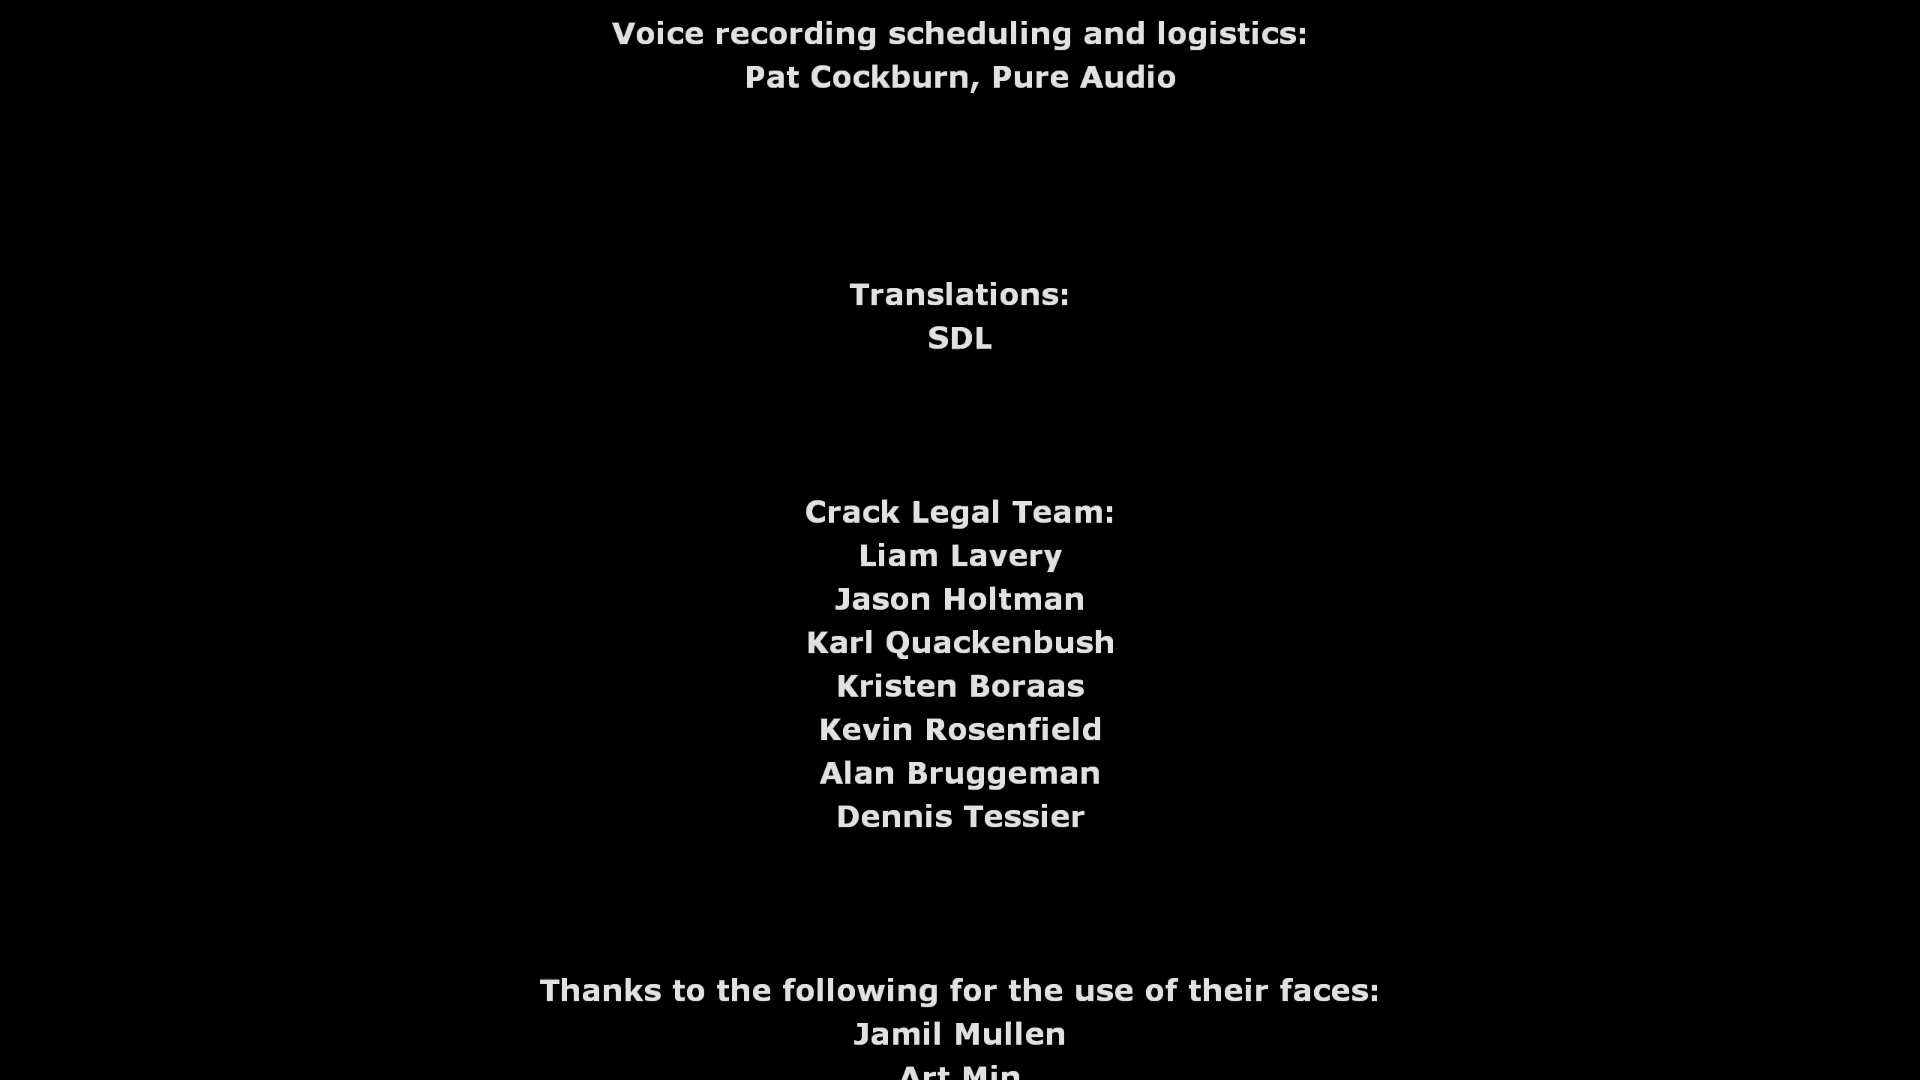 Voice recording scheduling and logistics:
Pat Cockburn, Pure Audio
Translations:
SDL
Crack Legal Team:
Liam Lavery
Jason Holtman
Karl Quackenbush
Kristen Boraas
Kevin Rosenfield
Alan Bruggeman
Dennis Tessier
Thanks to the following for the use of their faces:
Jamil Mullen
Art Min